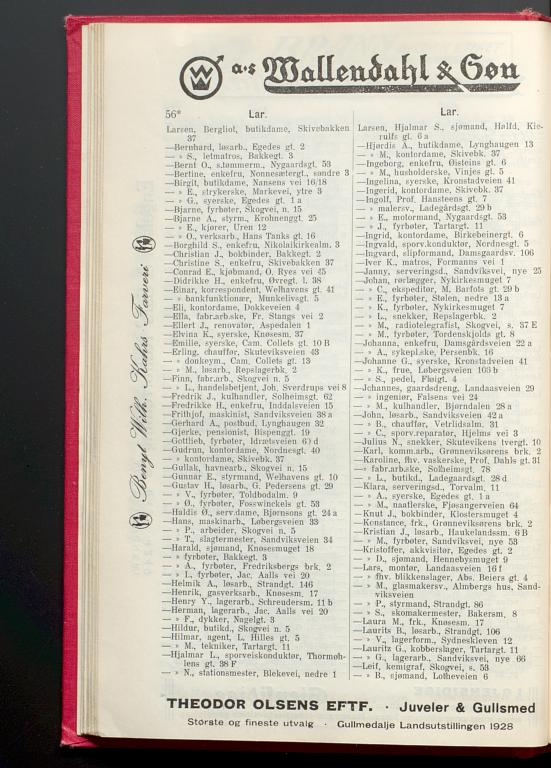 W a.s Wallendahl & Søn
56*
Lar.
Larsen, Bergliot, butikdame, Skivebakken
37
—Bernhard, løsarb., Egedes gt. 2
— » S., letmatros, Bakkegt. 3
—Bernt O., s.tømmerm., Nygaardsgt. 53
—Bertine, enkefru, Nonnesætergt., søndre 3
—Birgit, butikdame, Nansens vei 16/18
— » E., strykerske, Markevei, ytre 3
— » G., syerske, Egedes gt. 1 a
—Bjarne, fyrbøter, Skogvei, n. 15
—Bjarne A., styrm., Krohnenggt. 25
— » E., kjører, Uren 12
— » O., verksarb., Hans Tanks gt. 16
—Borghild S., enkefru, Nikolaikirkealm. 3
—Christian J., bokbinder, Bakkegt. 2
—Christine S., enkefru, Skivebakken 37
—Conrad E., kjøbmand, O. Ryes vei 45
—Didrikke H., enkefru, Øvregt. l. 38
—Einar, korrespondent, Welhavens gt. 41
— » bankfunktionær, Munkelivsgt. 5
—Eli, kontordame, Dokkeveien 4
—Ella, fabr.arb.ske, Fr. Stangs vei 2
—Ellert J., renovatør, Aspedalen 1
—Elvina K., syerske, Knøsesm. 37
—Emilie, syerske, Cam. Collets gt. 10 B
—Erling, chauffør, Skuteviksveien 43
— » donkeym., Cam. Collets gt. 13
— » M., løsarb., Repslagerbk. 2
—Finn, fabr.arb., Skogvei n. 5
— » L., handelsbetjent, Joh. Sverdrups vei 8
—Fredrik J., kulhandler, Solheimsgt. 62
—Fredrikke H., enkefru, Inddalsveien 15
—Frithjof, maskinist, Sandviksveien 38 a
—Gerhard A., postbud, Lynghaugen 32
—Gjerke, pensionist, Bispenggt. 19
—Gottlieb, fyrbøter, Idrætsveien 60 d
—Gudrun, kontordame, Nordnesgt. 40
— » kontordame, Skivebk. 37
—Gullak, havnearb., Skogvei n. 15
—Gunnar E., styrmand, Welhavens gt. 10
—Gustav H., løsarb., G. Pedersens gt. 29
— » V., fyrbøter, Toldbodalm. 9
— » Ø., fyrbøter, Fosswinckels gt. 53
—Haldis Ø., serv.dame, Bjørnsons gt. 24 a
—Hans, maskinarb., Løbergsveien 33
— » P., arbeider, Skogvei n. 5
— » T., slagtermester, Sandviksveien 34
—Harald, sjømand, Knøsesmuget 18
— » fyrbøter, Bakkegt. 3
— » A., fyrbøter, Fredriksbergs brk. 2
— » I., fyrbøter, Jac. Aalls vei 20
—Helmik A., løsarb., Strandgt. 146
—Henrik, gasverksarb., Knøsesm. 17
—Henry Y., lagerarb., Schreudersm. 11 b
—Herman, lagerarb., Jac. Aalls vei 20
— » F., dykker, Nagelgt. 3
—Hildur, butikd., Skogvei n. 5
—Hilmar, agent, L. Hilles gt. 5
— » M., tekniker, Tartargt. 11
—Hjalmar L., sporveiskonduktør, Thormøh-
lens gt. 38 F
— » N., stationsmester, Blekevei, nedre 1
Lar.
Larsen, Hjalmar S., sjømand, Halfd. Kje-
rulfs gt. 6 a
—Hjørdis A., butikdame, Lynghaugen 13
— » M., kontordame, Skivebk. 37
—Ingeborg, enkefru, Øisteins gt. 6
— » M., husholderske, Vinjes gt. 5
—Ingelina, syerske, Kronstadveien 41
—Ingerid, kontordame, Skivebk. 37
—Ingolf, Prof. Hansteens gt. 7
— » malersv., Ladegårdsgt. 29 b
— » E., motormand, Nygaardsgt. 53
— » J., fyrbøter, Tartargt. 11
—Ingrid, kontordame, Birkebeinergt. 6
—Ingvald, sporv.konduktør, Nordnesgt. 5
—Ingvard, slipformand, Damsgaardsv. 106
—Iver K., matros, Formanns vei 1
—Janny, serveringsd., Sandviksvei, nye 25
—Johan, rørlægger, Nykirkesmuget 7
— » C., ekspeditør, M. Barfots gt. 29 b
— » E., fyrbøter, Stølen, nedre 13 a
— » K., fyrbøter, Nykirkesmuget 7
— » L., snekker, Repslagerbk. 2
— » M., radiotelegrafist, Skogvei, s. 37 E
— » M., fyrbøter, Tordenskjolds gt. 8
—Johanna, enkefru, Damsgårdsveien 22 a
— » A., sykepl.ske, Persenbk. 16
—Johanne G., syerske, Kronstadveien 41
— » K., frue, Løbergsveien 103 b
— » S., pedel, Fløigt. 4
—Johannes, gaardsdreng, Landaasveien 29
— » ingeniør, Falsens vei 24
— » M., kulhandler, Bjørndalen 28 a
—John, løsarb., Sandviksveien 42 a
— » B., chauffør, Vetrlidsalm. 31
— » C., sporv.reparatør, Hjelms vei 3
—Julius N., snekker, Skutevikens tvergt. 10
—Karl, komm.arb., Grønneviksørens brk. 2
—Karoline, fhv. vaskerske, Prof. Dahls gt. 31
— » fabr.arb.ske, Solheimsgt. 78
— » L., butikd., Ladegaardsgt. 28 d
—Klara, serveringsd., Torvalm. 11
— » A., syerske, Egedes gt. 1 a
— » M., naatlerske, Fjøsangerveien 64
—Knut J., bokbinder, Klostersmuget 4
—Konstanse, frk., Grønneviksørens brk. 2
—Kristian J., løsarb., Haukelandssm. 6 B
— » M., fyrbøter, Sandviksvei, nye 53
—Kristoffer, akkvisitør, Egedes gt. 2
— » D., sjømand, Hennebysmuget 9
—Lars, montør, Landaasveien 16 f
— » fhv. blikkenslager, Abs. Beiers gt. 4
— » M., glasmakersv., Almbergs hus, Sand-
viksveien
— » P., styrmand, Strandgt. 86
— » S., skomakermester, Bakersm. 8
—Laura M., frk., Knøsesm. 17
—Laurits B., løsarb., Strandgt. 106
— » V., lagerform., Sydneskleven 12
—Lauritz G., kobberslager, Tartargt. 11
— » G., lagerarb., Sandviksvei, nye 66
—Leif, kemigraf, Skogvei, s. 53
— » B., sjømand, Lotheveien 6
Bengt Wilh. Kahrs Farveri
THEODOR OLSENS EFTF. · Juveler & Gullsmed
Største og fineste utvalg · Gullmedalje Landsutstillingen 1928